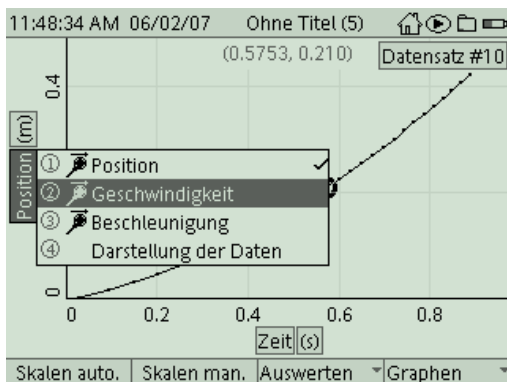 11:48:34 AM 06/02/07 Ohne Titel (5)
(0.5753, 0.210) Datensatz #10
0.4
Position (m)
① Position
② Geschwindigkeit
③ Beschleunigung
④ Darstellung der Daten
0
0 0.2 0.4 0.6 0.8
Zeit (s)
Skalen auto. Skalen man. Auswerten Graphen